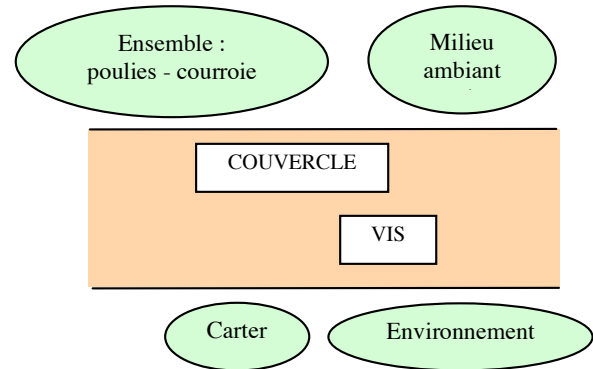 Ensemble :
poulies - courroie
Milieu
ambiant
COUVERCLE
VIS
Carter
Environnement